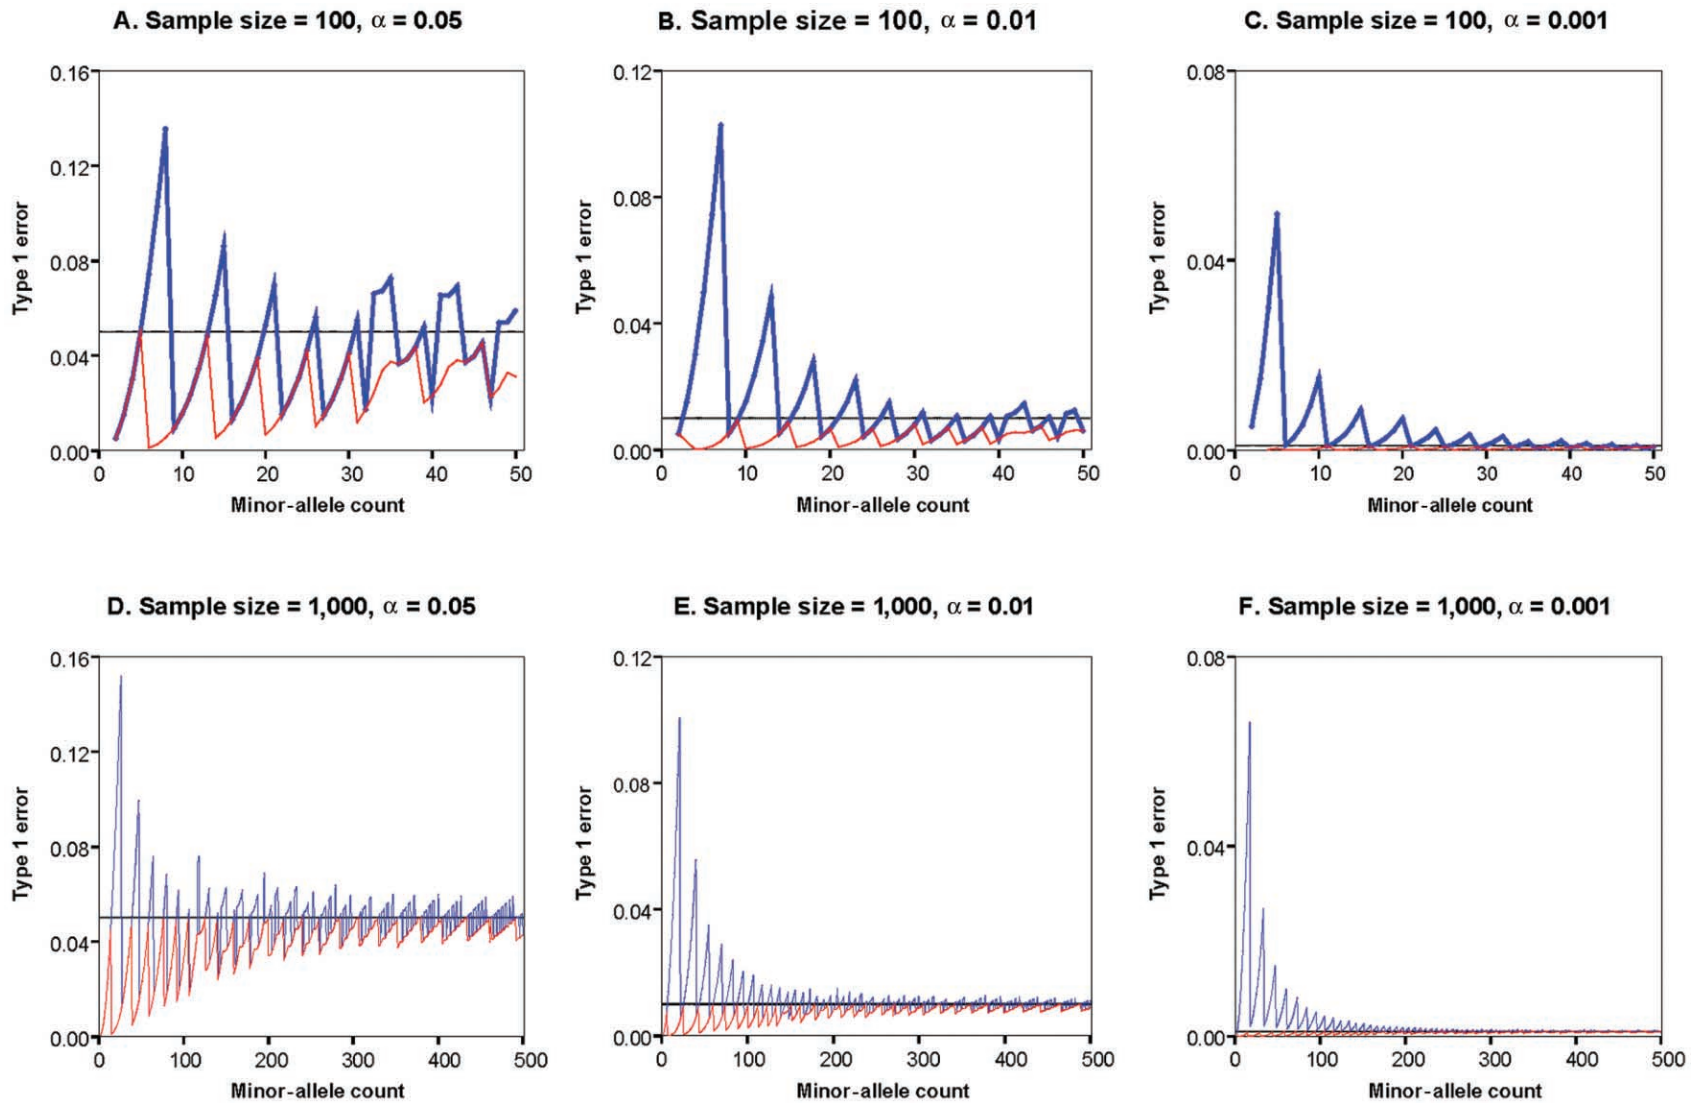 A. Sample size = 100, α = 0.05
B. Sample size = 100, α = 0.01
C. Sample size = 100, α = 0.001
0.16
0.12
0.08
0.04
0.00
Type 1 error
0 10 20 30 40 50
Minor-allele count
0.12
0.08
0.04
0.00
Type 1 error
0 10 20 30 40 50
Minor-allele count
0.08
0.04
0.00
Type 1 error
0 10 20 30 40 50
Minor-allele count
D. Sample size = 1,000, α = 0.05
E. Sample size = 1,000, α = 0.01
F. Sample size = 1,000, α = 0.001
0.16
0.12
0.08
0.04
0.00
Type 1 error
0 100 200 300 400 500
Minor-allele count
0.12
0.08
0.04
0.00
Type 1 error
0 100 200 300 400 500
Minor-allele count
0.08
0.04
0.00
Type 1 error
0 100 200 300 400 500
Minor-allele count